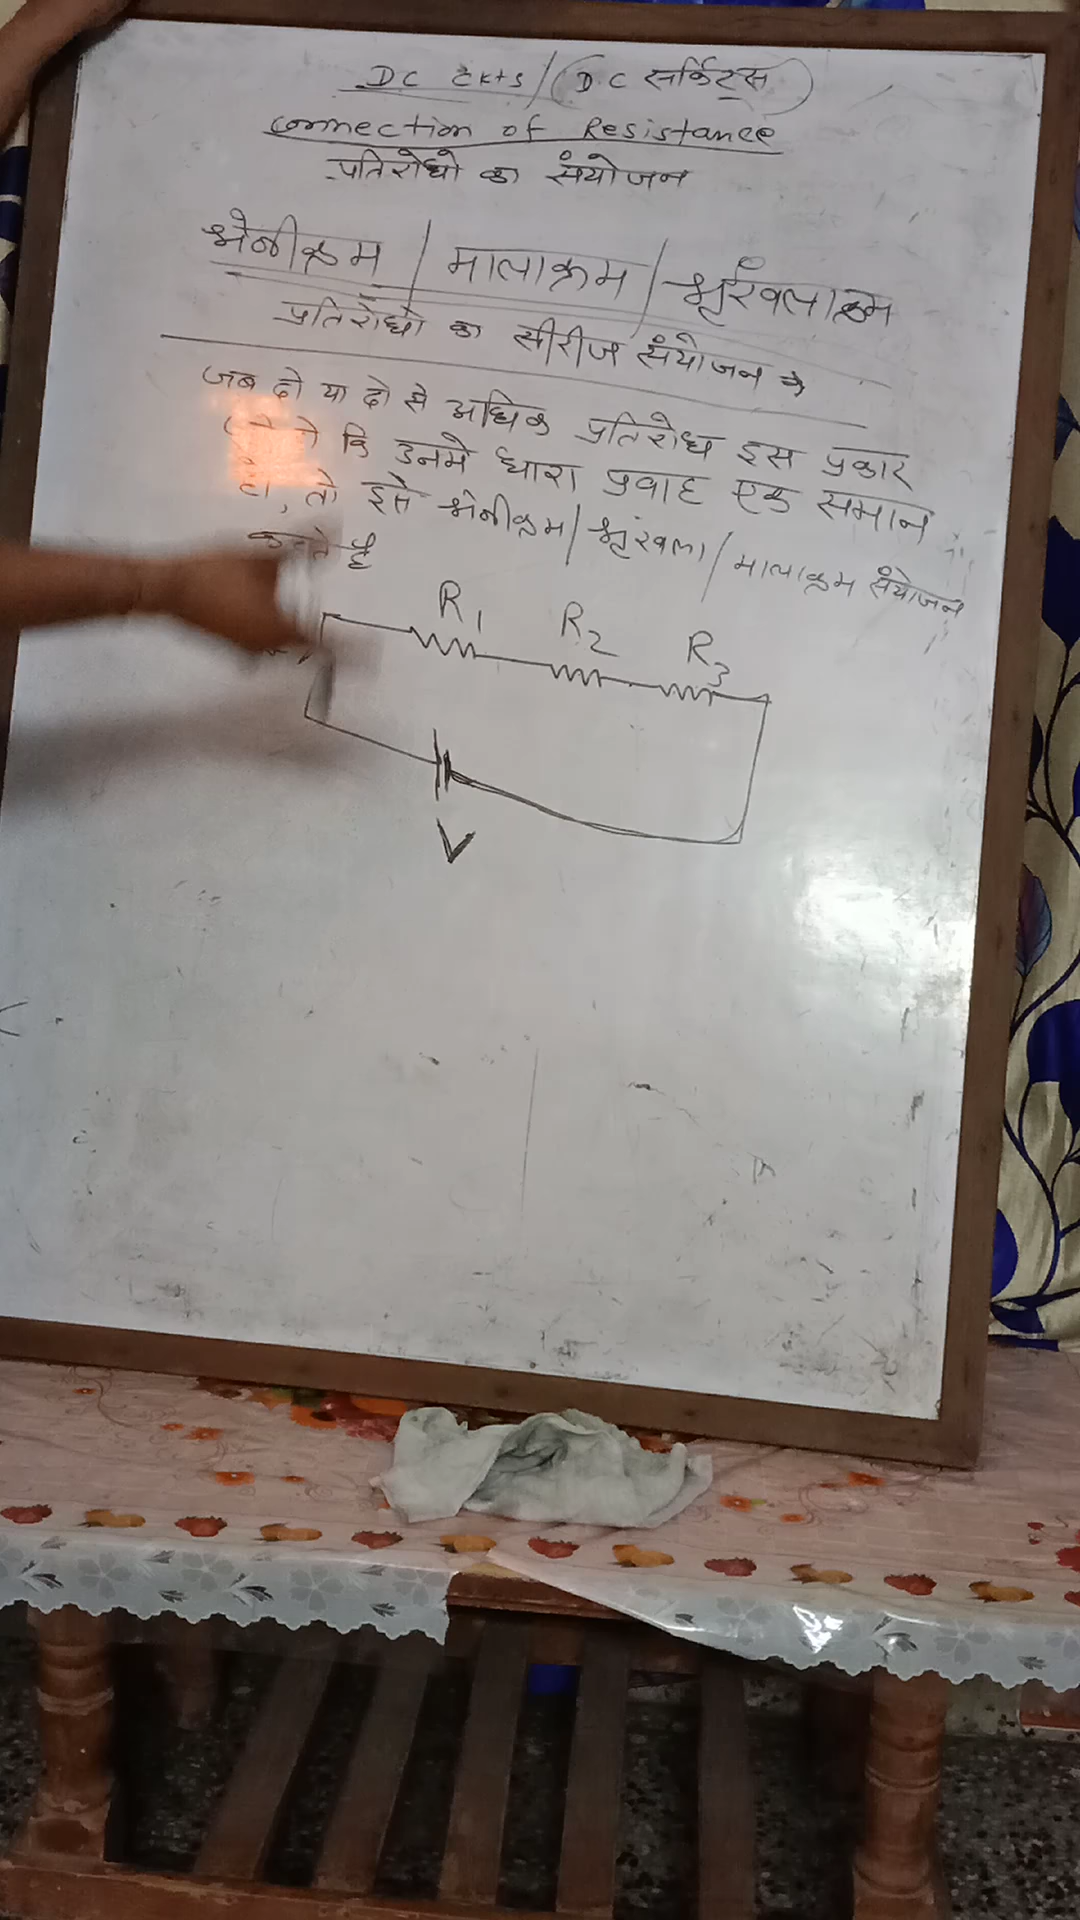 DC CKts / (D.C सर्किट्स)
Connection of Resistance
प्रतिरोधो का संयोजन
श्रेणीक्रम / मालाक्रम / श्रृंखलाक्रम
प्रतिरोधो का सीरीज संयोजन
जब दो या दो से अधिक प्रतिरोध इस प्रकार
कि उनमे धारा प्रवाह एक समान
हो, तो इसे श्रेणीक्रम / श्रृंखला / मालाक्रम संयोजन
कहते है
R1 R2 R3
V